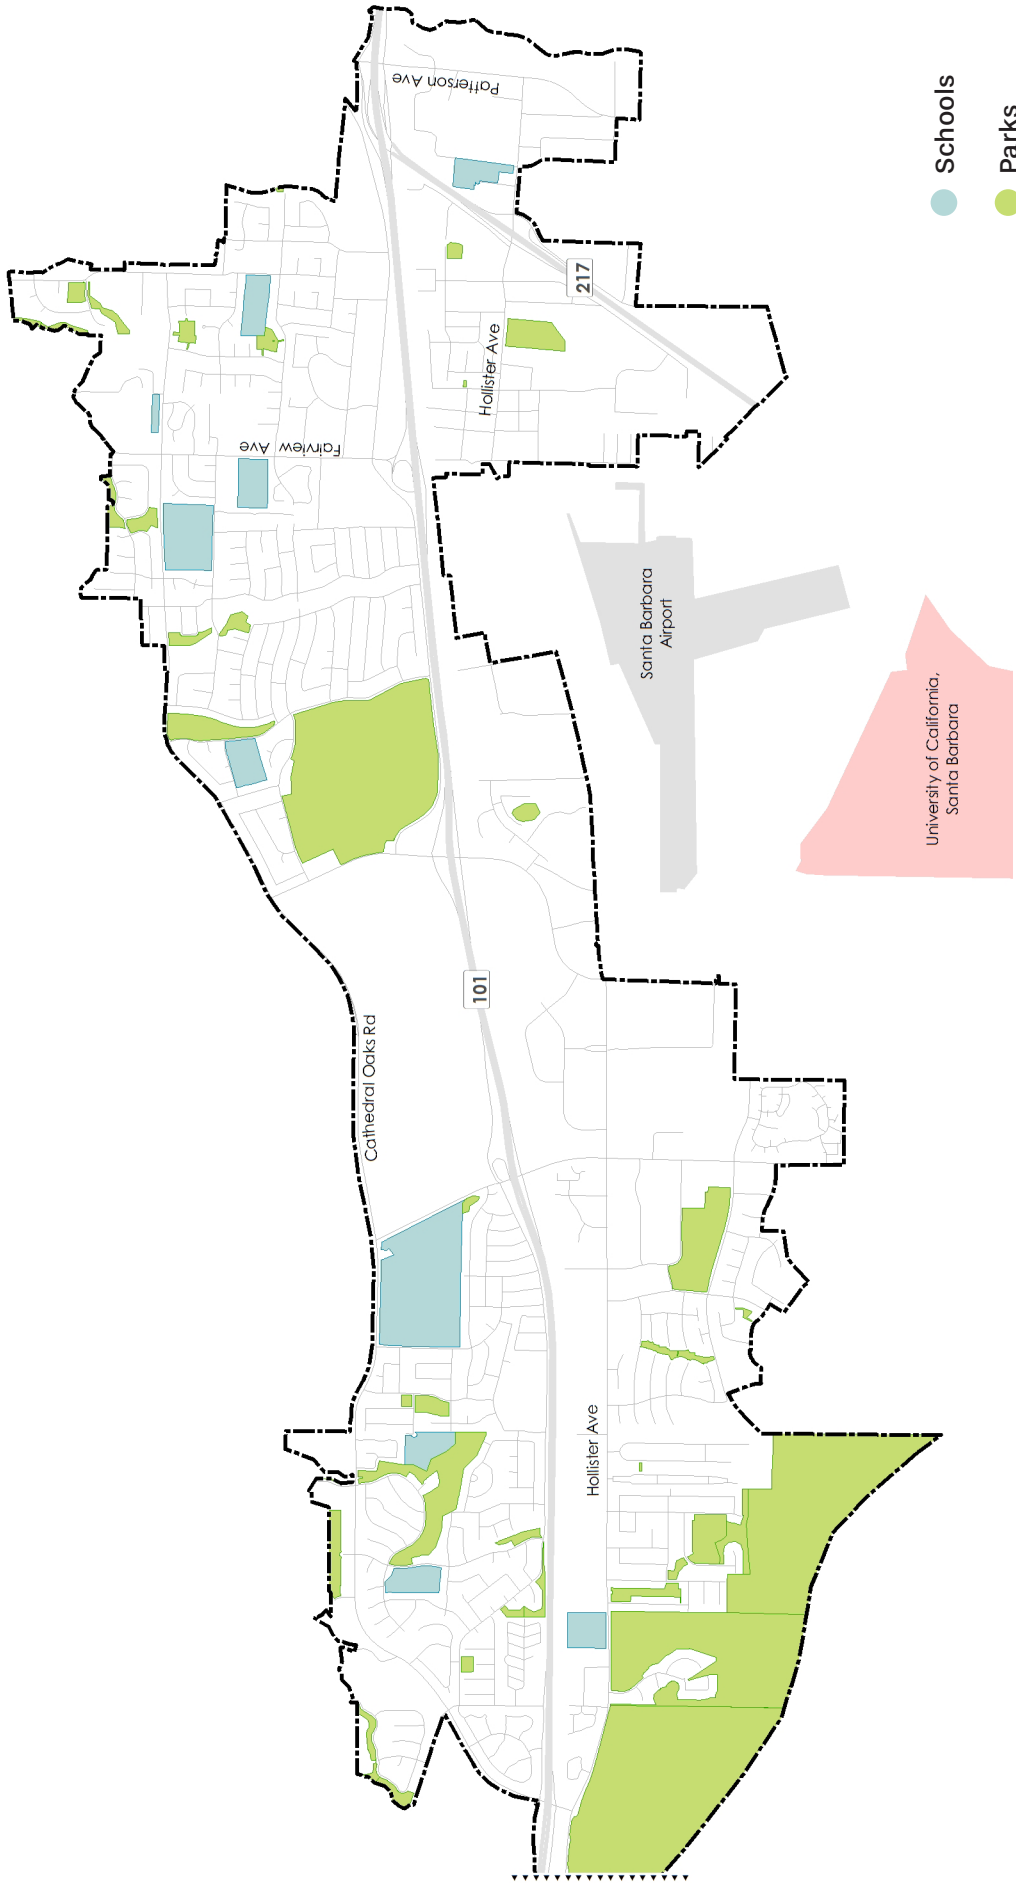 Patterson Ave
Schools
Parks
217
Hollister Ave
Fairview Ave
Santa Barbara
Airport
University of California,
Santa Barbara
101
Cathedral Oaks Rd
Hollister Ave